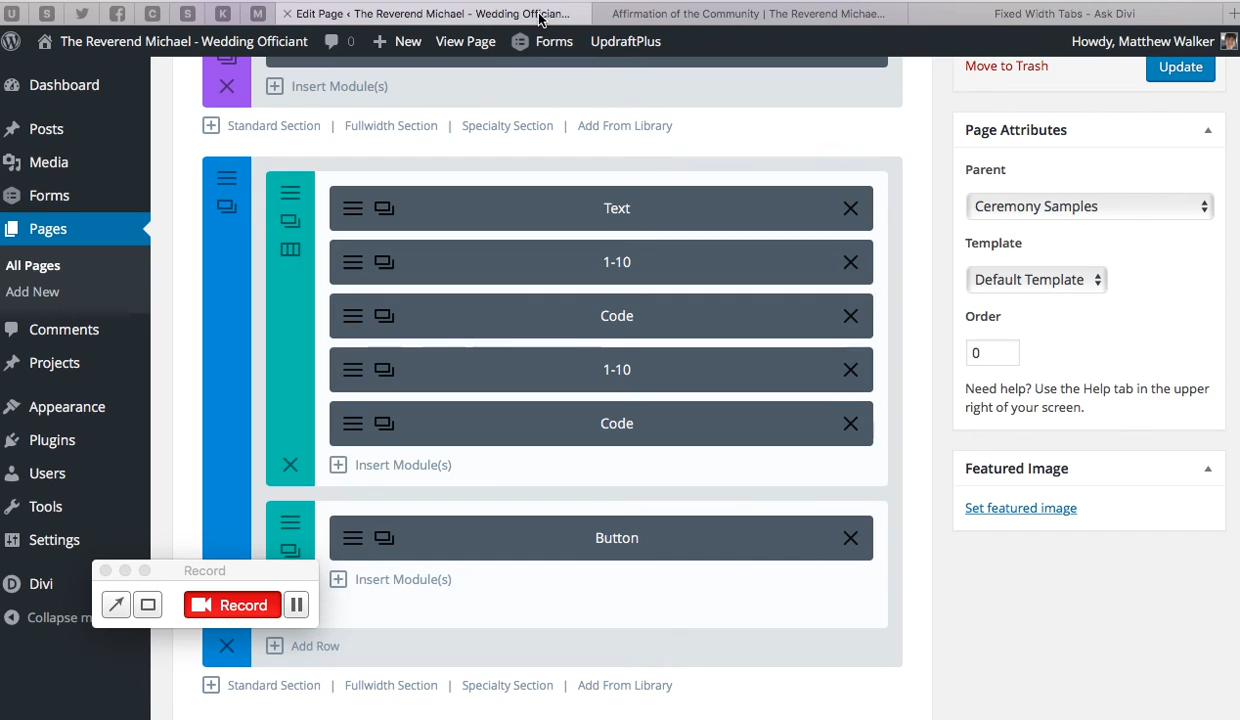 U S C S K M Edit Page ‹ The Reverend Michael - Wedding Offician... Affirmation of the Community | The Reverend Michae... Fixed Width Tabs - Ask Divi
The Reverend Michael - Wedding Officiant 0 New View Page Forms UpdraftPlus Howdy, Matthew Walker
Dashboard
Posts
Media
Forms
Pages
All Pages
Add New
Comments
Projects
Appearance
Plugins
Users
Tools
Settings
Divi
Collapse m
Insert Module(s)
Standard Section | Fullwidth Section | Specialty Section | Add From Library
Text
1-10
Code
1-10
Code
Insert Module(s)
Button
Insert Module(s)
Add Row
Standard Section | Fullwidth Section | Specialty Section | Add From Library
Record
Record
Move to Trash Update
Page Attributes
Parent
Ceremony Samples
Template
Default Template
Order
0
Need help? Use the Help tab in the upper
right of your screen.
Featured Image
Set featured image